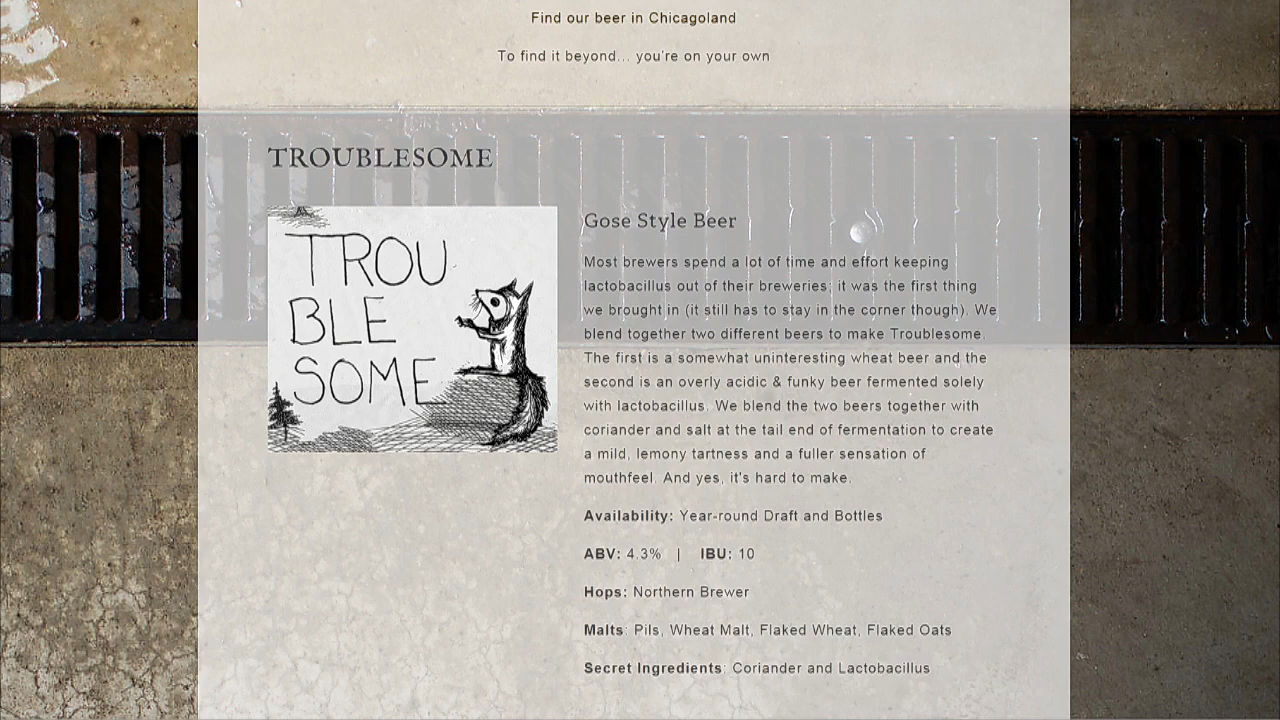 Find our beer in Chicagoland
To find it beyond... you're on your own
TROUBLESOME
TROU
BLE
SOME
Gose Style Beer
Most brewers spend a lot of time and effort keeping
lactobacillus out of their breweries; it was the first thing
we brought in (it still has to stay in the corner though). We
blend together two different beers to make Troublesome.
The first is a somewhat uninteresting wheat beer and the
second is an overly acidic & funky beer fermented solely
with lactobacillus. We blend the two beers together with
coriander and salt at the tail end of fermentation to create
a mild, lemony tartness and a fuller sensation of
mouthfeel. And yes, it's hard to make.
Availability: Year-round Draft and Bottles
ABV: 4.3% | IBU: 10
Hops: Northern Brewer
Malts: Pils, Wheat Malt, Flaked Wheat, Flaked Oats
Secret Ingredients: Coriander and Lactobacillus